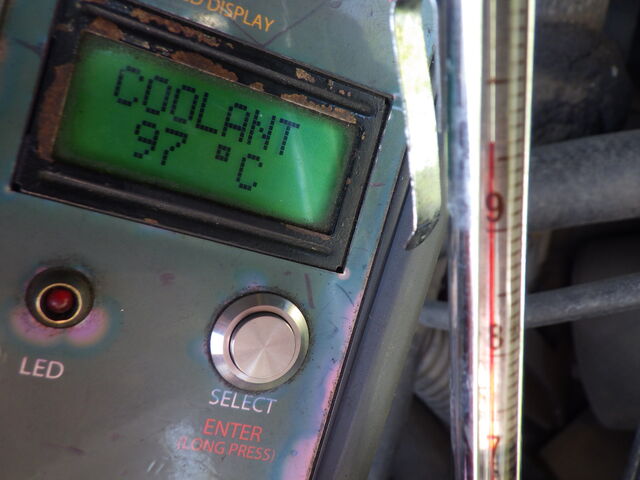 D DISPLAY
COOLANT
97 °C
LED
SELECT
ENTER
(LONG PRESS)
9
8
7